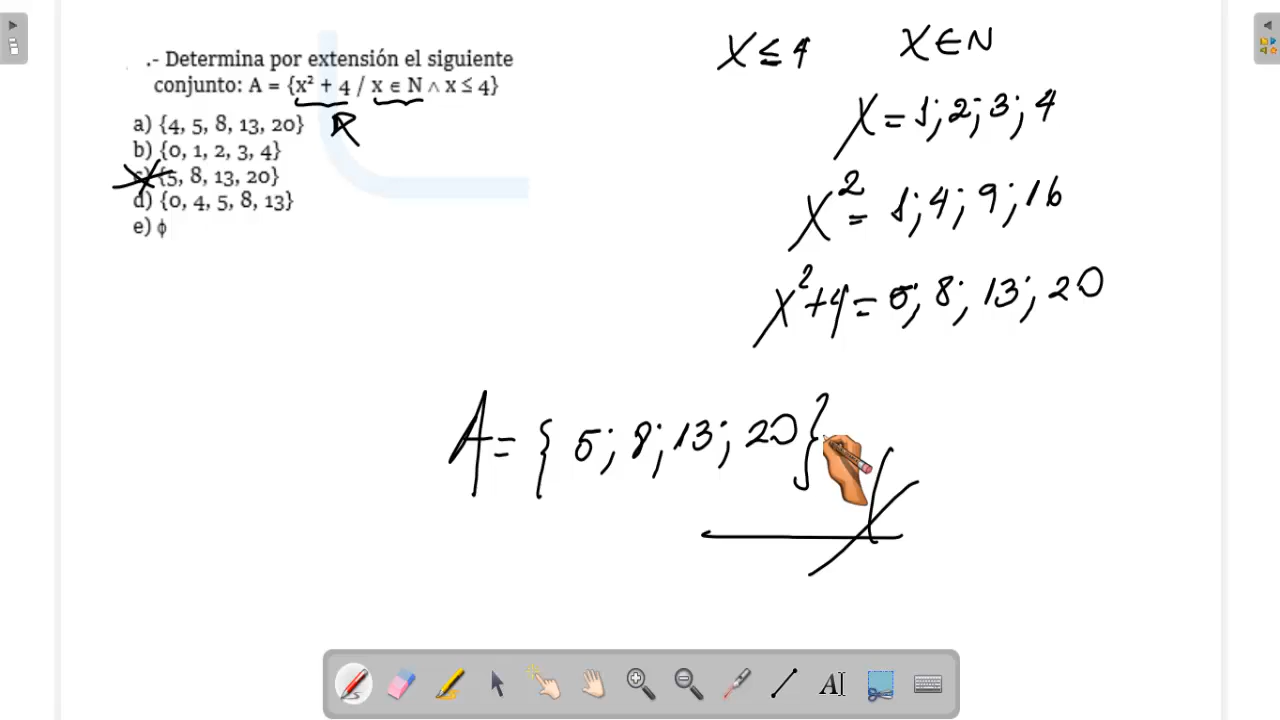 .- Determina por extensión el siguiente
conjunto: A = {x² + 4 / x ∈ N ∧ x ≤ 4}
a) {4, 5, 8, 13, 20}
b) {0, 1, 2, 3, 4}
c) {5, 8, 13, 20}
d) {0, 4, 5, 8, 13}
e) ϕ
X ≤ 4 X ∈ N
X = 1; 2; 3; 4
X² = 1; 4; 9; 16
X² + 4 = 5; 8; 13; 20
A = { 5; 8; 13; 20}